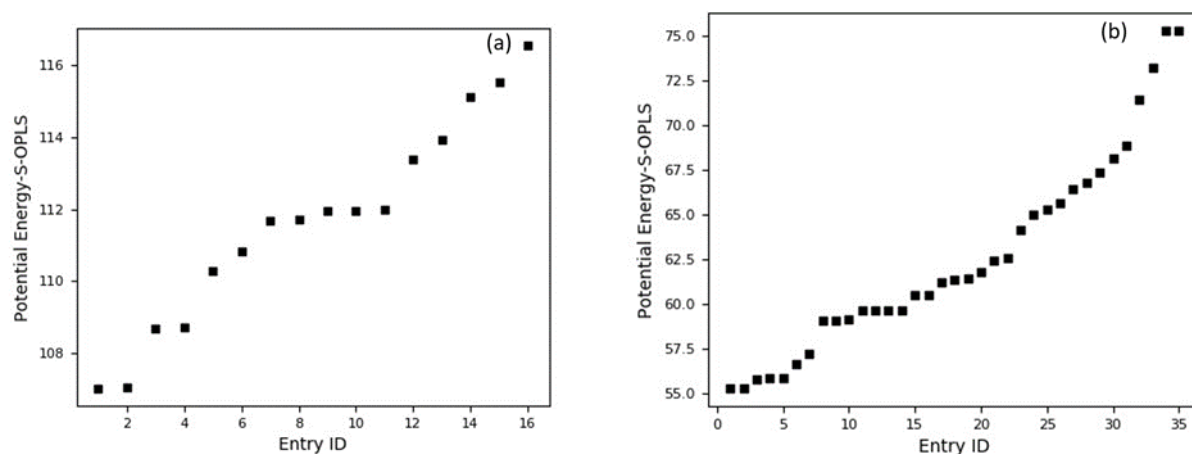 (a)
116
114
112
110
108
2 4 6 8 10 12 14 16
Potential Energy-S-OPLS
Entry ID
(b)
75.0
72.5
70.0
67.5
65.0
62.5
60.0
57.5
55.0
0 5 10 15 20 25 30 35
Potential Energy-S-OPLS
Entry ID